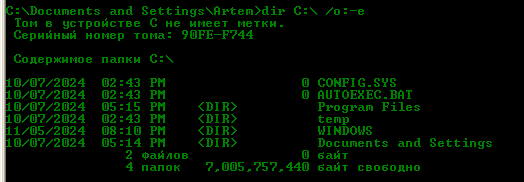 C:\Documents and Settings\Artem>dir C:\ /o:-e
Том в устройстве C не имеет метки.
Серийный номер тома: 90FE-F744
Содержимое папки C:\
10/07/2024  02:43 PM                 0 CONFIG.SYS
10/07/2024  02:43 PM                 0 AUTOEXEC.BAT
10/07/2024  05:15 PM    <DIR>          Program Files
10/07/2024  02:43 PM    <DIR>          temp
11/05/2024  08:10 PM    <DIR>          WINDOWS
10/07/2024  05:14 PM    <DIR>          Documents and Settings
2 файлов              0 байт
4 папок   7,005,757,440 байт свободно